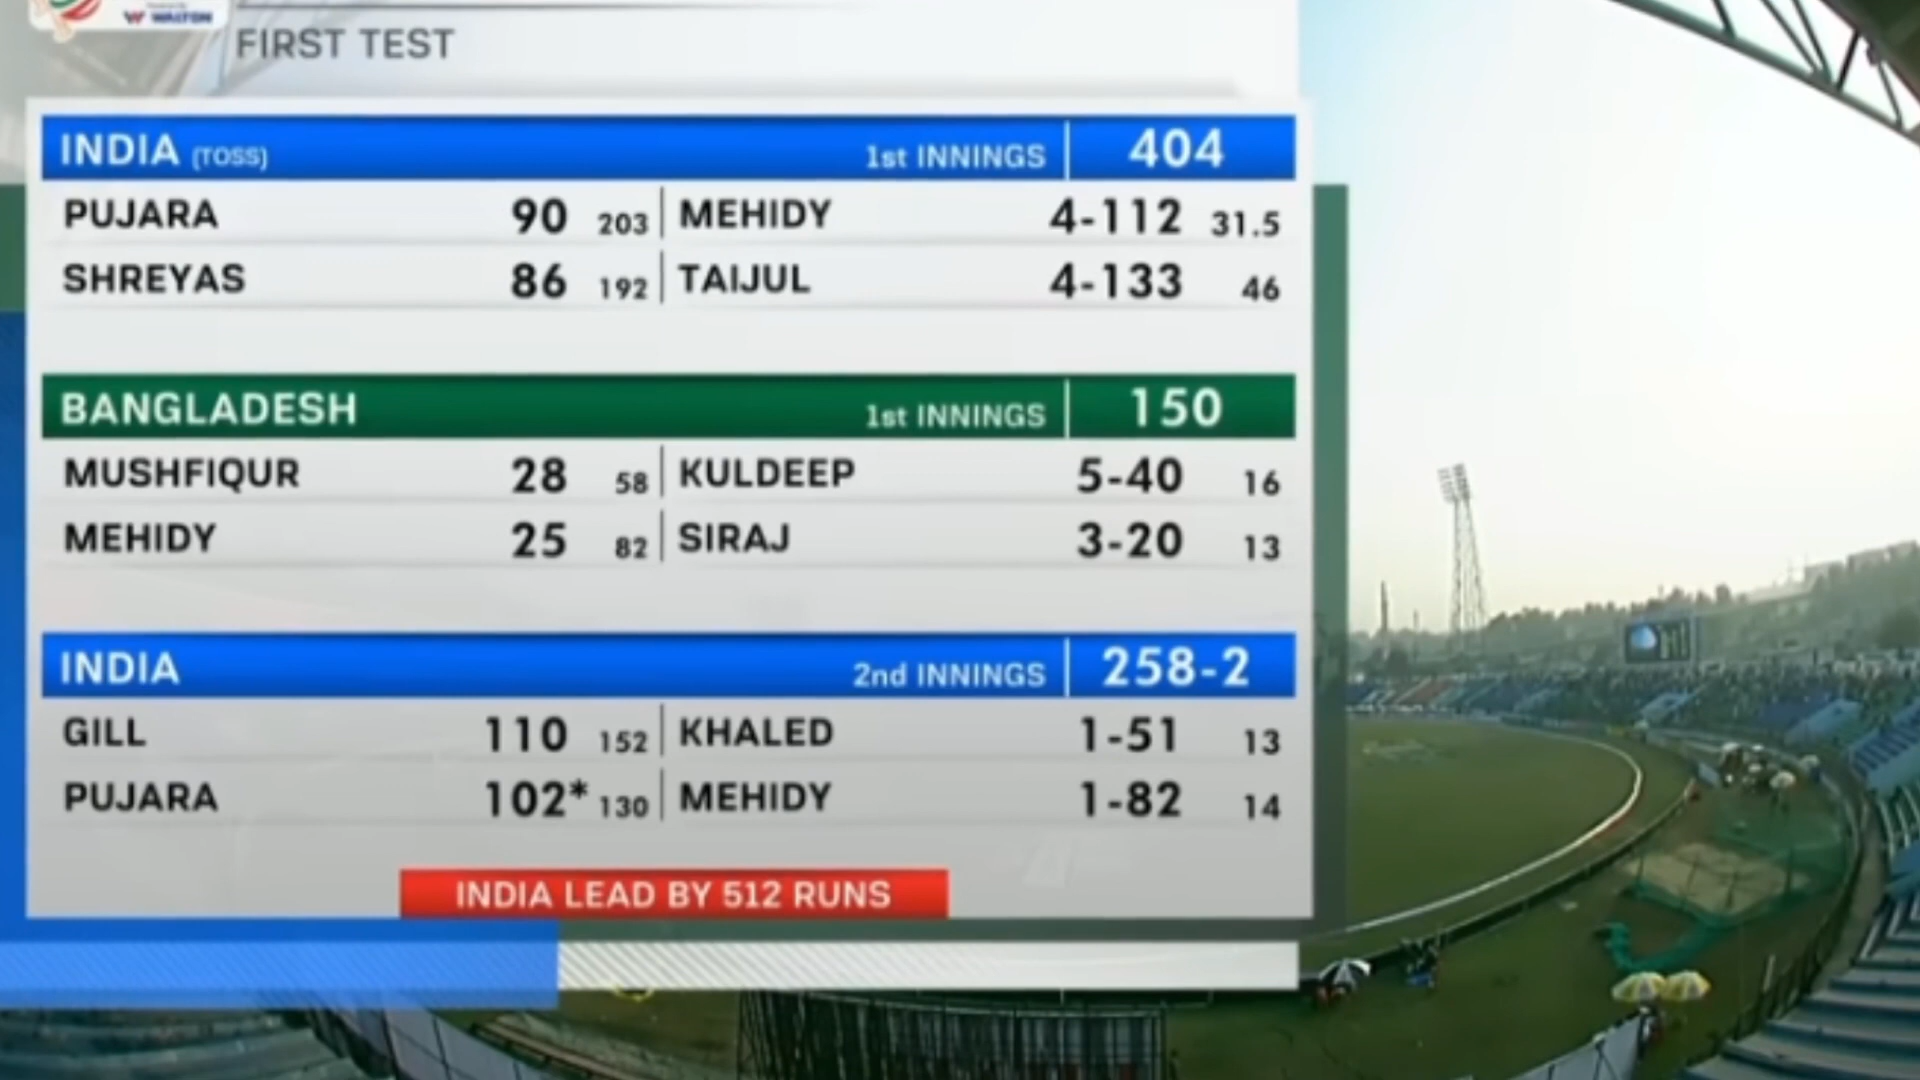 WALTON
FIRST TEST
INDIA (TOSS) 1st INNINGS 404
PUJARA 90 203 MEHIDY 4-112 31.5
SHREYAS 86 192 TAIJUL 4-133 46
BANGLADESH 1st INNINGS 150
MUSHFIQUR 28 58 KULDEEP 5-40 16
MEHIDY 25 82 SIRAJ 3-20 13
INDIA 2nd INNINGS 258-2
GILL 110 152 KHALED 1-51 13
PUJARA 102* 130 MEHIDY 1-82 14
INDIA LEAD BY 512 RUNS